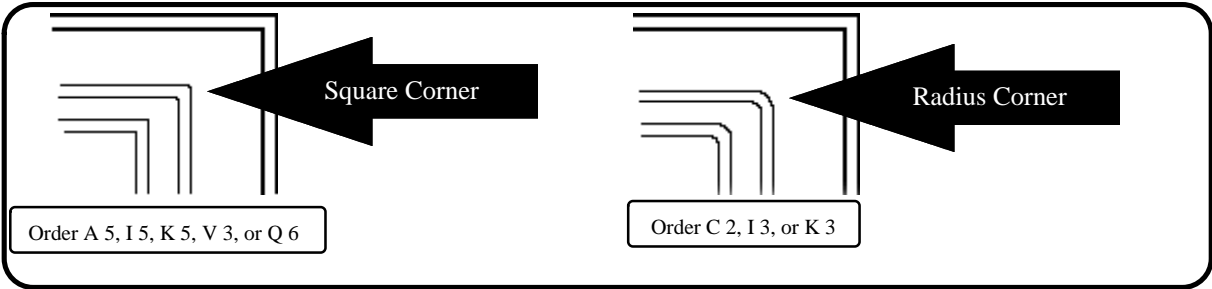 Square Corner
Order A 5, I 5, K 5, V 3, or Q 6
Radius Corner
Order C 2, I 3, or K 3